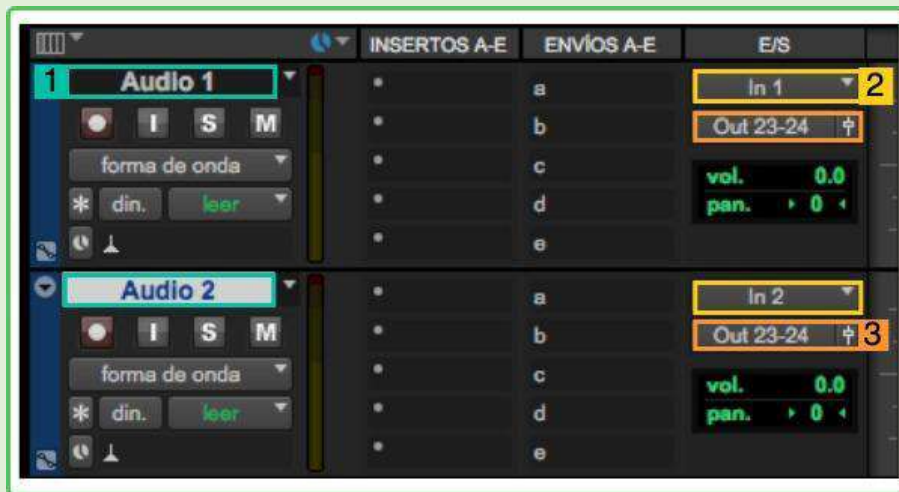 INSERTOS A-E ENVÍOS A-E E/S
1 Audio 1 a In 1 2
I S M b Out 23-24
forma de onda c vol. 0.0
* din. leer d pan. 0
e
Audio 2 a In 2
I S M b Out 23-24 3
forma de onda c vol. 0.0
* din. leer d pan. 0
e